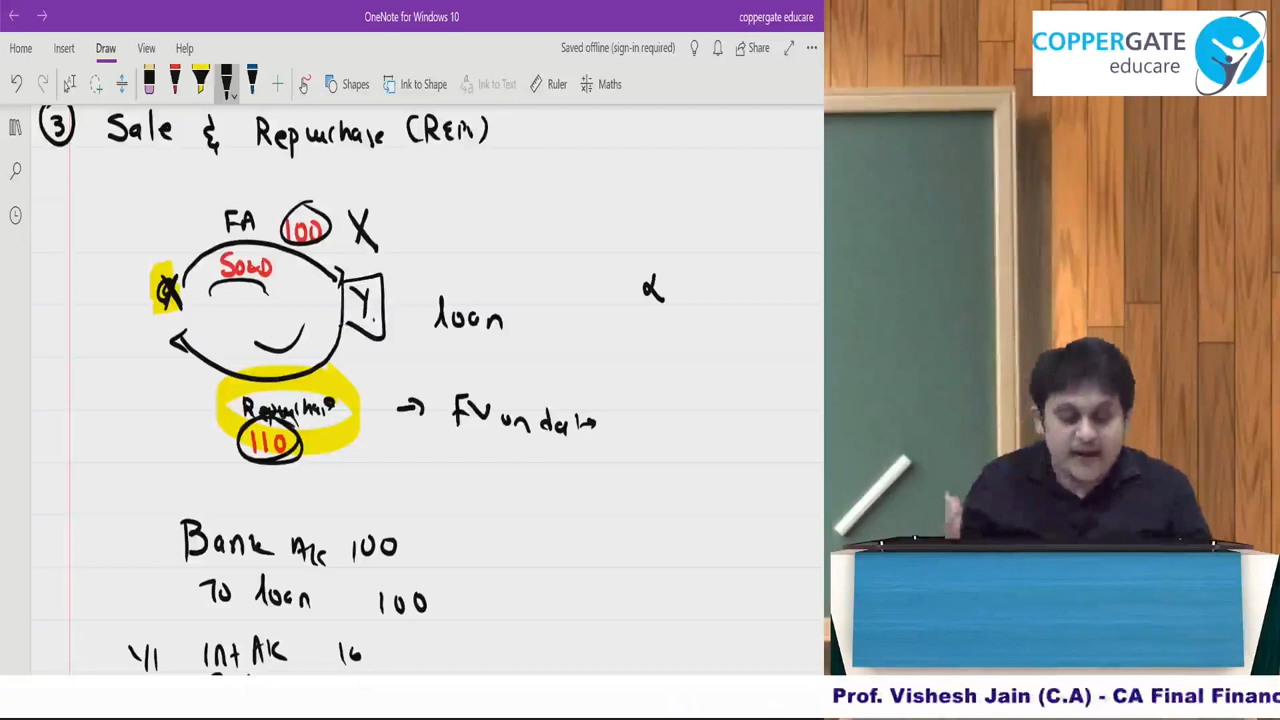 OneNote for Windows 10
coppergate educare
Home Insert Draw View Help
Saved offline (sign-in required)
Share
Shapes Ink to Shape Ink to Text Ruler Maths
COPPERGATE
educare
3 Sale & Repurchase
FA 100 X
Sold
Y
loan
α
Repurchase → FV on date
110
Bank A/c 100
To loan 100
Y1 Int A/c 10
Prof. Vishesh Jain (C.A) - CA Final Financ